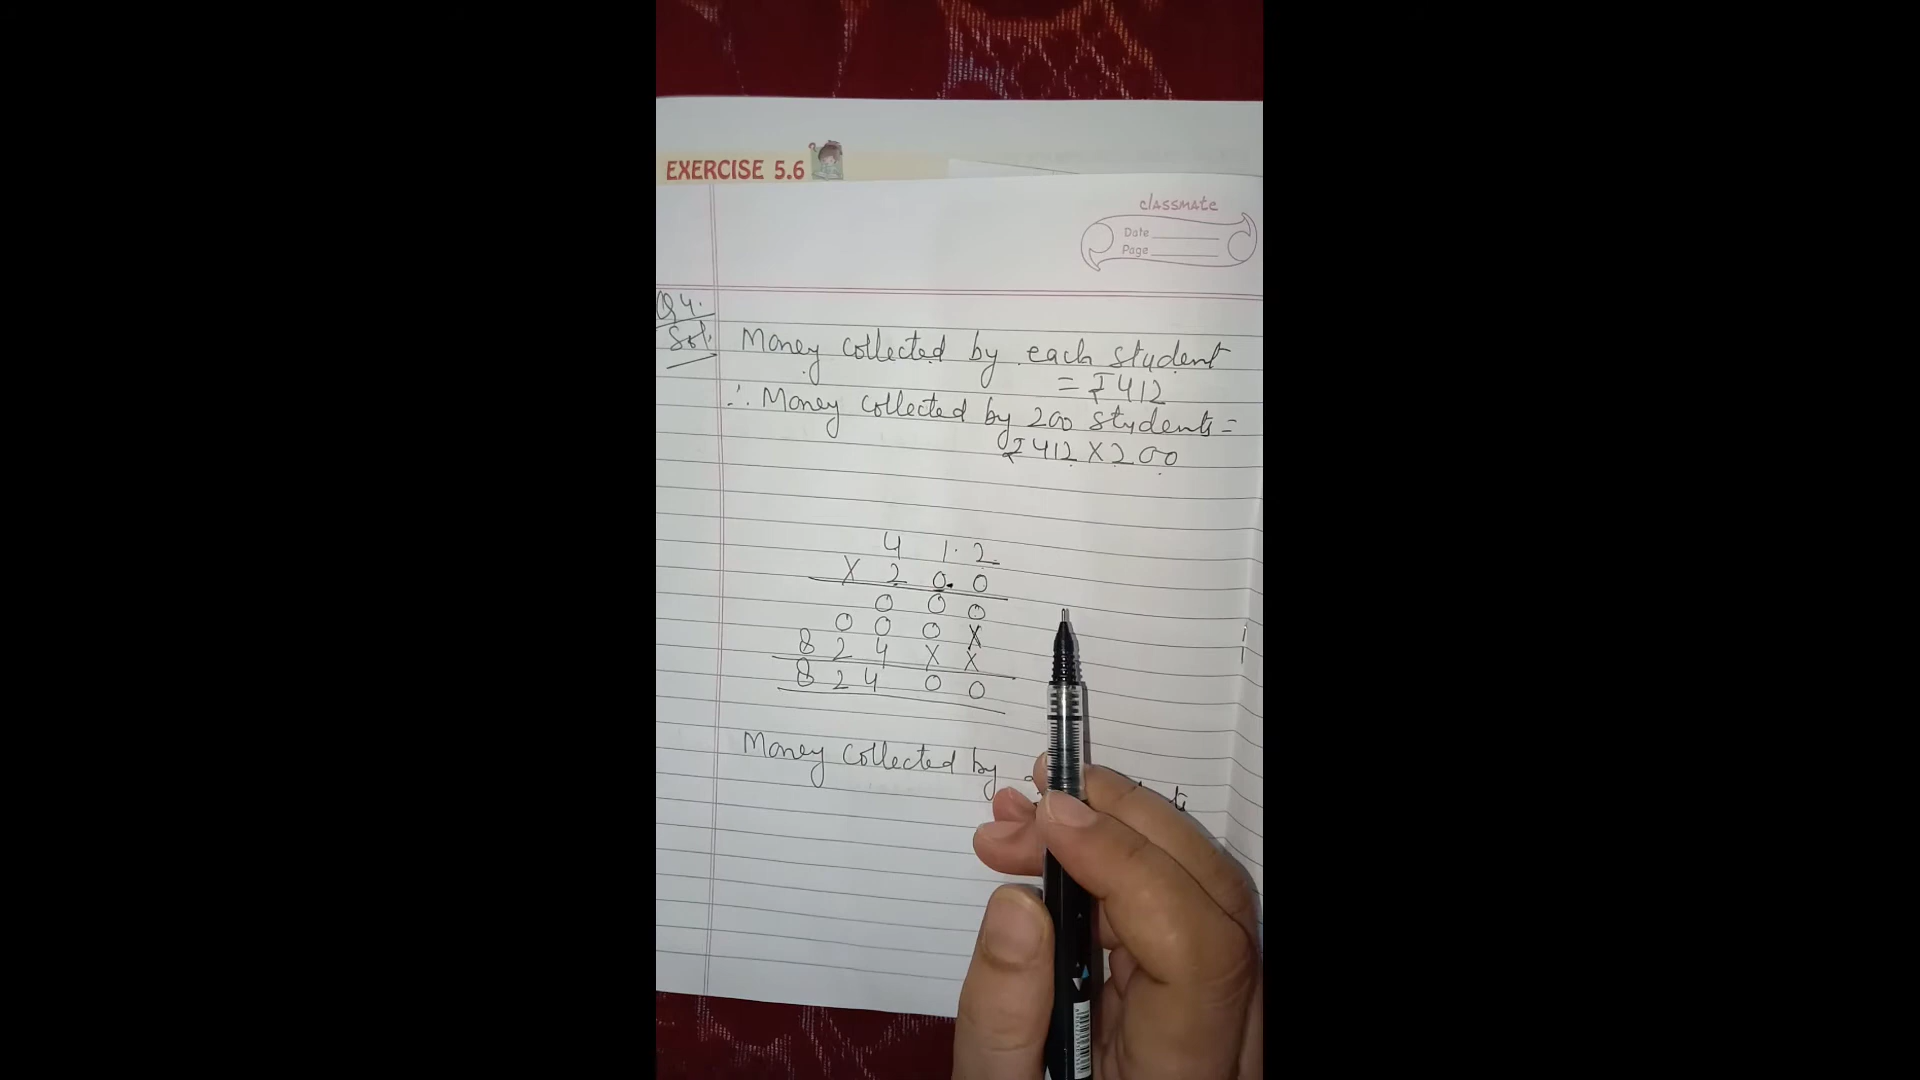 EXERCISE 5.6
classmate
Date
Page
Q4.
Sol. Money collected by each student
= ₹412
∴ Money collected by 200 students =
₹412 X 200
4 1 2
X 2 0 0
0 0 0
0 0 0 X
8 2 4 X X
8 2 4 0 0
Money collected by